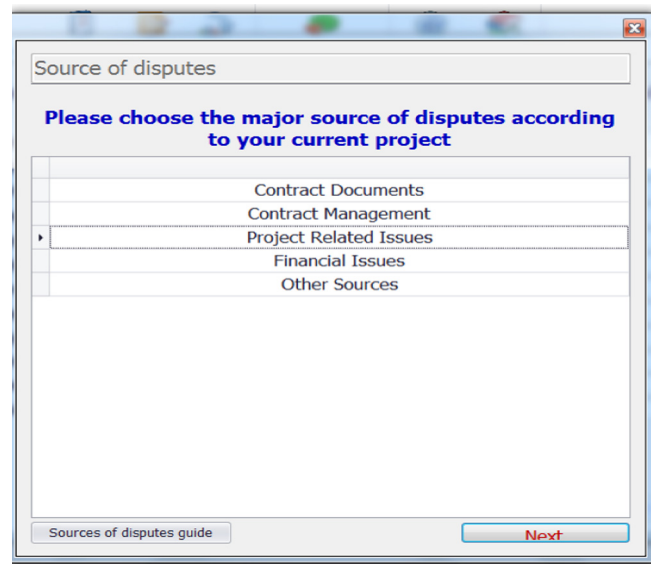 Source of disputes
Please choose the major source of disputes according
to your current project
Contract Documents
Contract Management
Project Related Issues
Financial Issues
Other Sources
Sources of disputes guide
Next